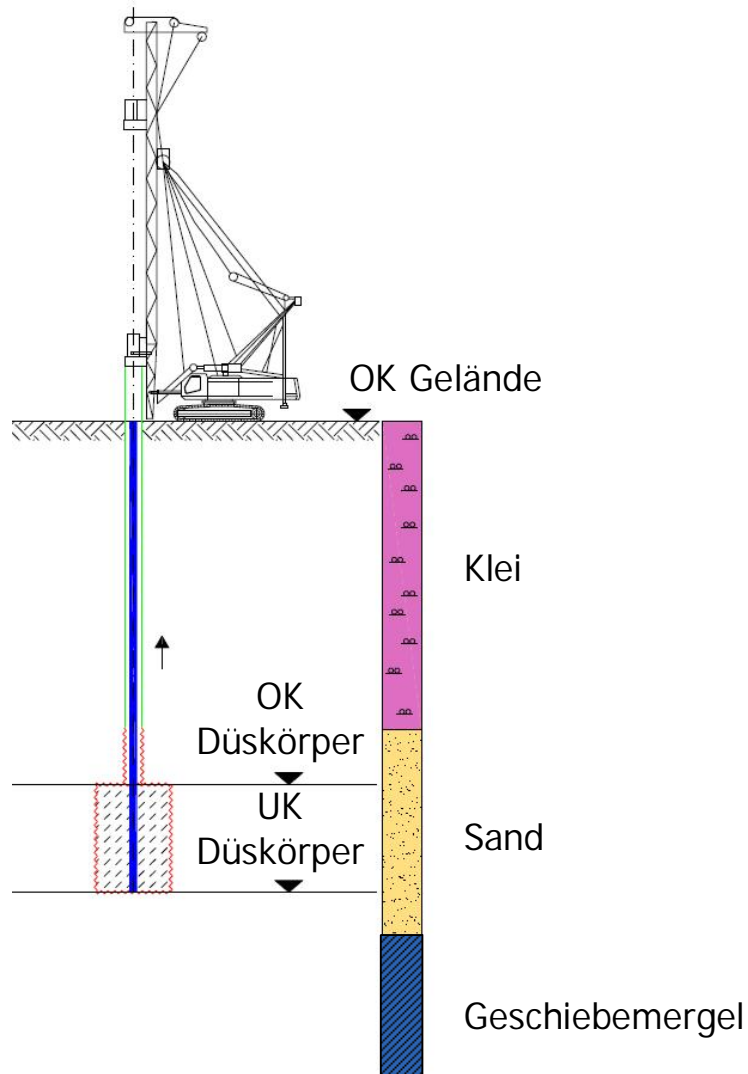 OK Gelände
Klei
OK
Düskörper
UK
Düskörper
Sand
Geschiebemergel